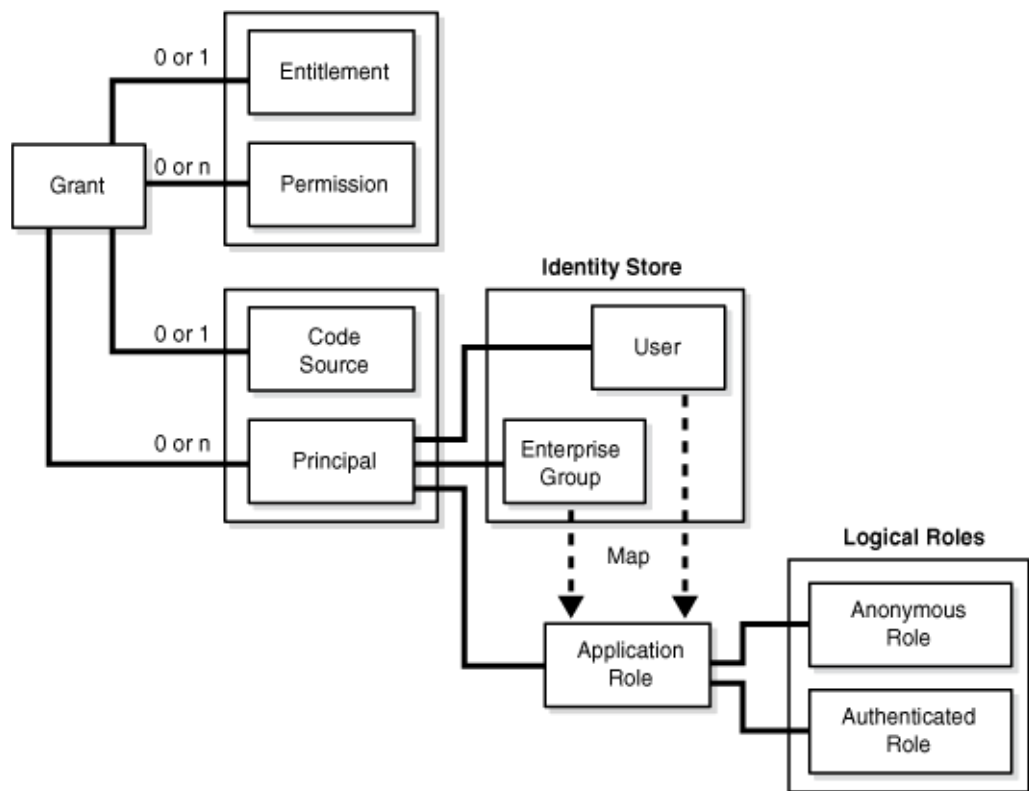 0 or 1
Entitlement
0 or n
Grant
Permission
Identity Store
0 or 1
Code
Source
User
0 or n
Principal
Enterprise
Group
Map
Logical Roles
Application
Role
Anonymous
Role
Authenticated
Role